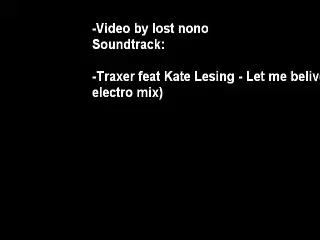 -Video by lost nono
Soundtrack:
-Traxer feat Kate Lesing - Let me beliv
electro mix)